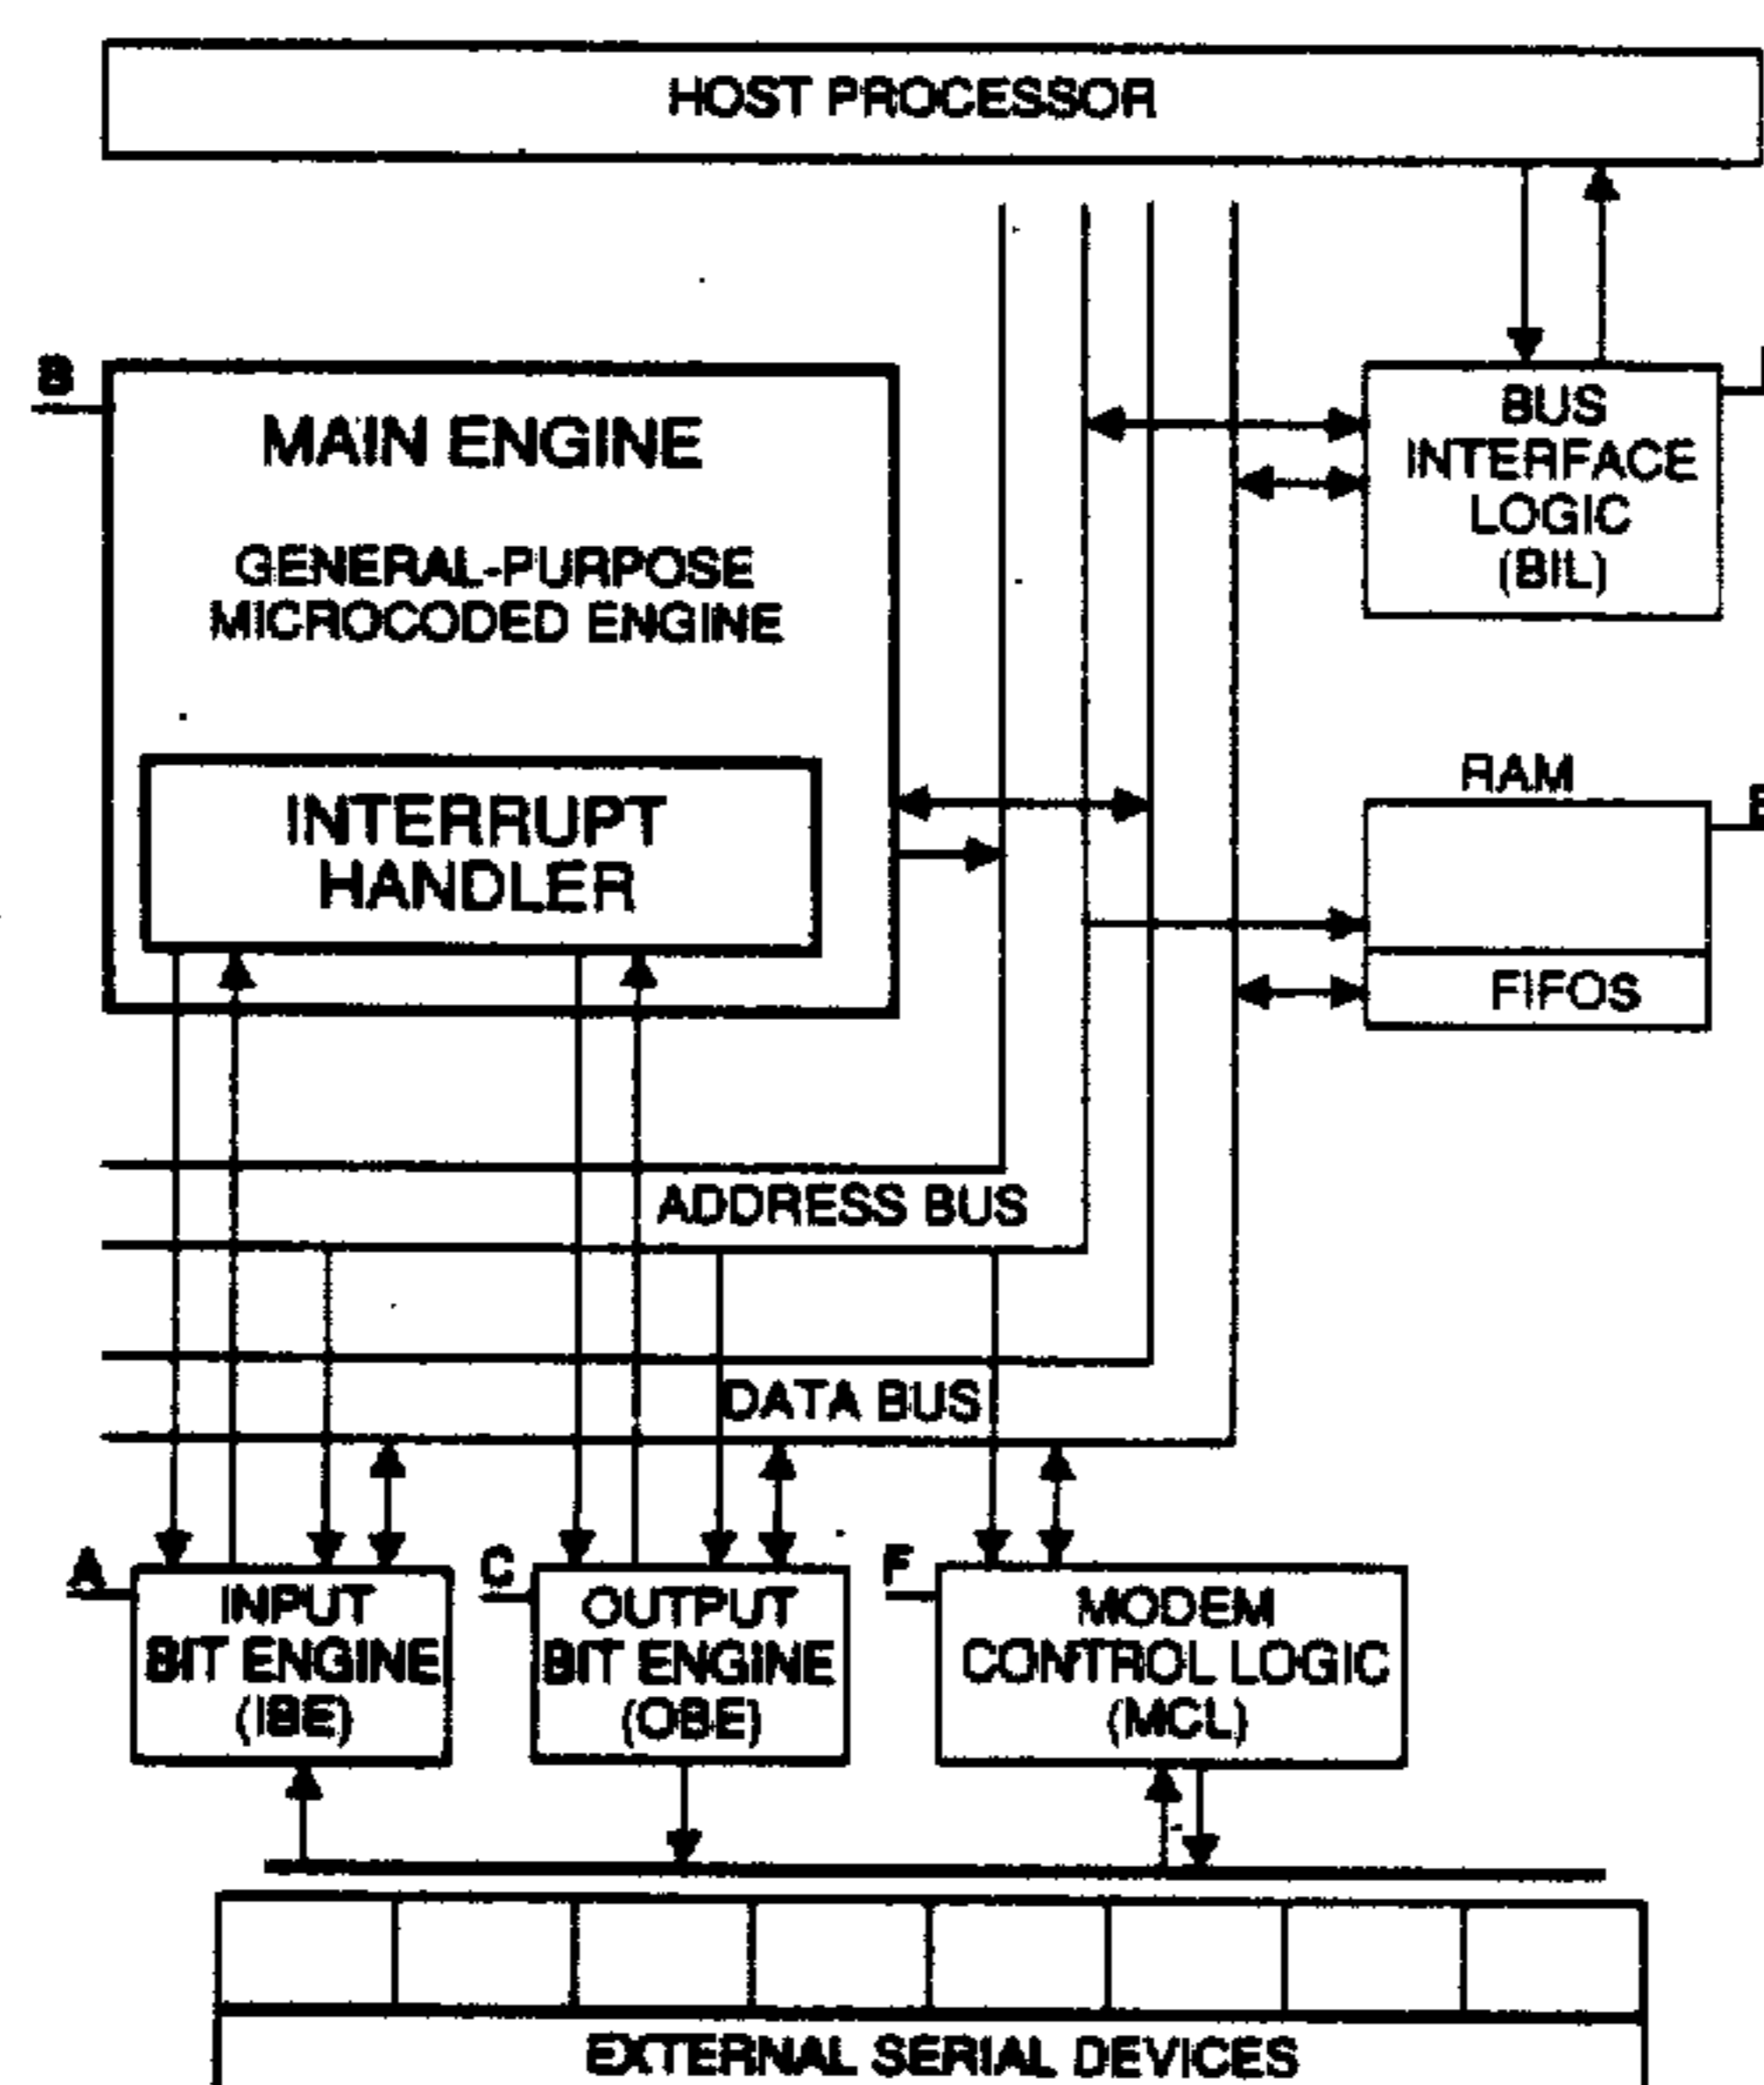 HOST PROCESSOR
B
MAIN ENGINE
GENERAL-PURPOSE
MICROCODED ENGINE
INTERRUPT
HANDLER
BUS
INTERFACE
LOGIC
(BIL)
RAM
E
FIFOS
ADDRESS BUS
DATA BUS
A
INPUT
BIT ENGINE
(IBE)
C
OUTPUT
BIT ENGINE
(OBE)
F
MODEM
CONTROL LOGIC
(MCL)
EXTERNAL SERIAL DEVICES